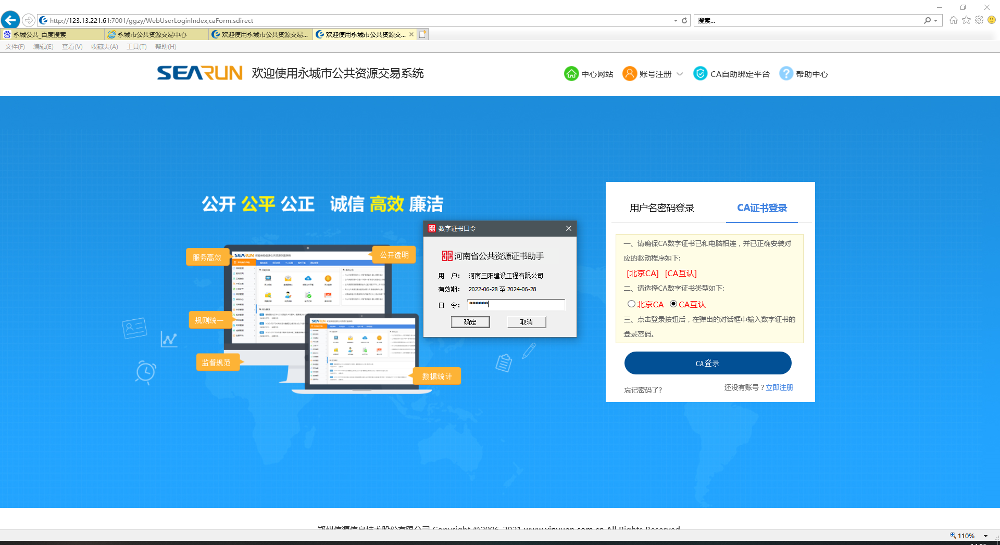 http://123.13.221.61:7001/ggzy/WebUserLoginIndex,caForm.sdirect
搜索...
永城公共_百度搜索
永城市公共资源交易中心
欢迎使用永城市公共资源交易...
欢迎使用永城市公共资源交...
文件(F) 编辑(E) 查看(V) 收藏夹(A) 工具(T) 帮助(H)
SEARUN 欢迎使用永城市公共资源交易系统
中心网站 账号注册 CA自助绑定平台 帮助中心
公开 公平 公正 诚信 高效 廉洁
服务高效
公开透明
规则统一
监督规范
数据统计
数字证书口令
河南省公共资源证书助手
用 户： 河南三阳建设工程有限公司
有效期： 2022-06-28 至 2024-06-28
口 令： ******
确定 取消
用户名密码登录 CA证书登录
一、请确保CA数字证书已和电脑相连，并已正确安装对
应的驱动程序如下:
[北京CA] [CA互认]
二、请选择CA数字证书类型如下:
北京CA CA互认
三、点击登录按钮后，在弹出的对话框中输入数字证书的
登录密码。
CA登录
忘记密码了?
还没有账号？立即注册
郑州信源信息技术股份有限公司 Copyright ©2006-2021 www.xinyuan.com.cn All Rights Reserved
110%